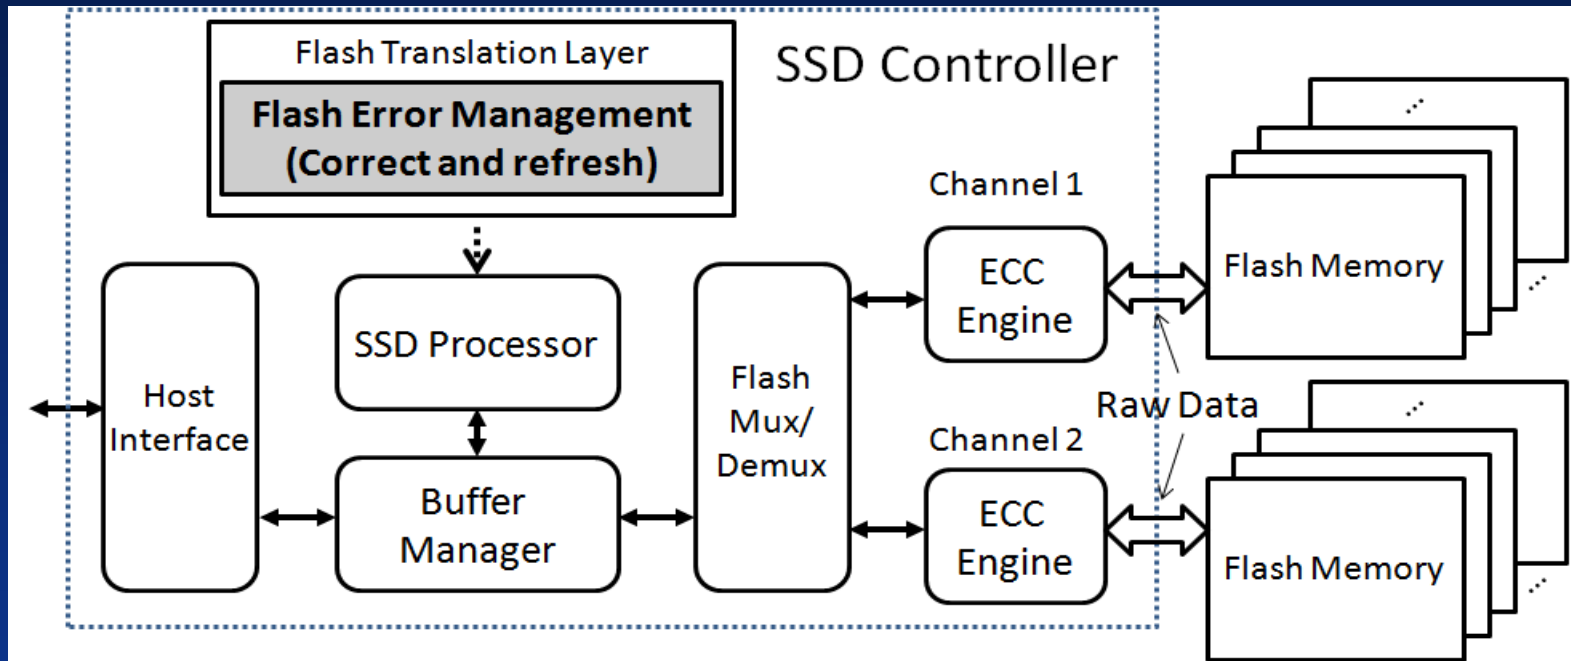 Flash Translation Layer
Flash Error Management
(Correct and refresh)
SSD Controller
Channel 1
ECC
Engine
Flash Memory
...
...
SSD Processor
Host
Interface
Flash
Mux/
Demux
Raw Data
Buffer
Manager
Channel 2
ECC
Engine
Flash Memory
...
...